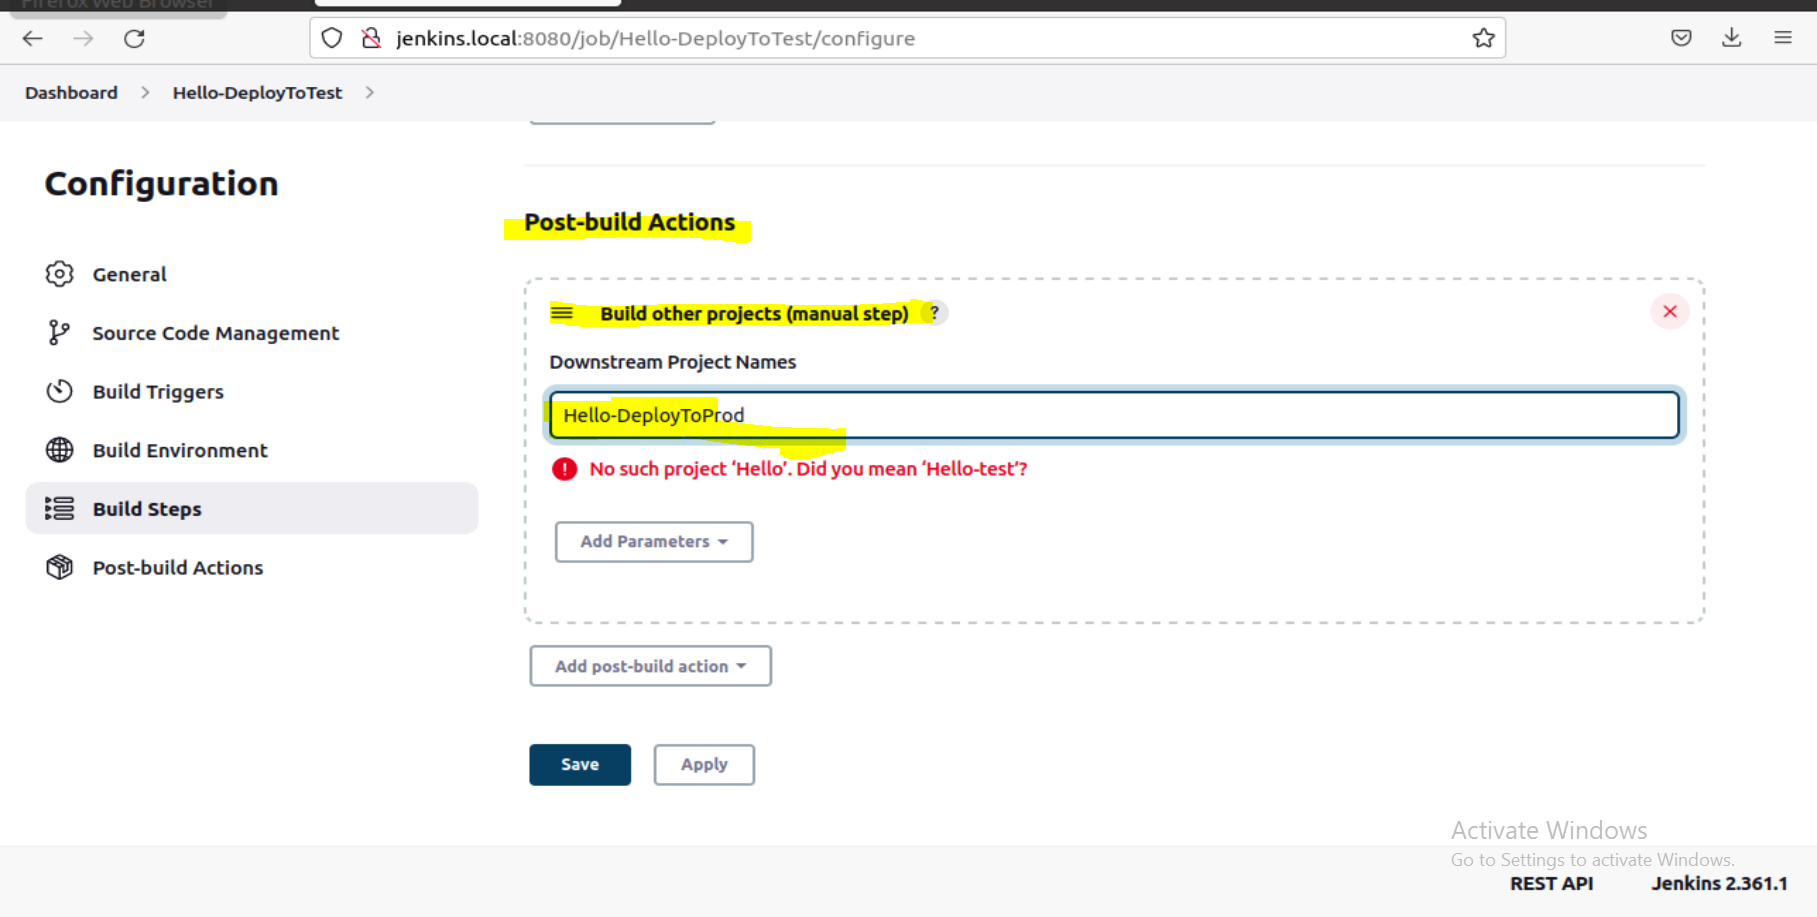 Firefox Web Browser
jenkins.local:8080/job/Hello-DeployToTest/configure
Dashboard > Hello-DeployToTest >
Configuration
General
Source Code Management
Build Triggers
Build Environment
Build Steps
Post-build Actions
Post-build Actions
Build other projects (manual step) ?
Downstream Project Names
Hello-DeployToProd
No such project ‘Hello’. Did you mean ‘Hello-test’?
Add Parameters
Add post-build action
Save Apply
Activate Windows
Go to Settings to activate Windows.
REST API Jenkins 2.361.1